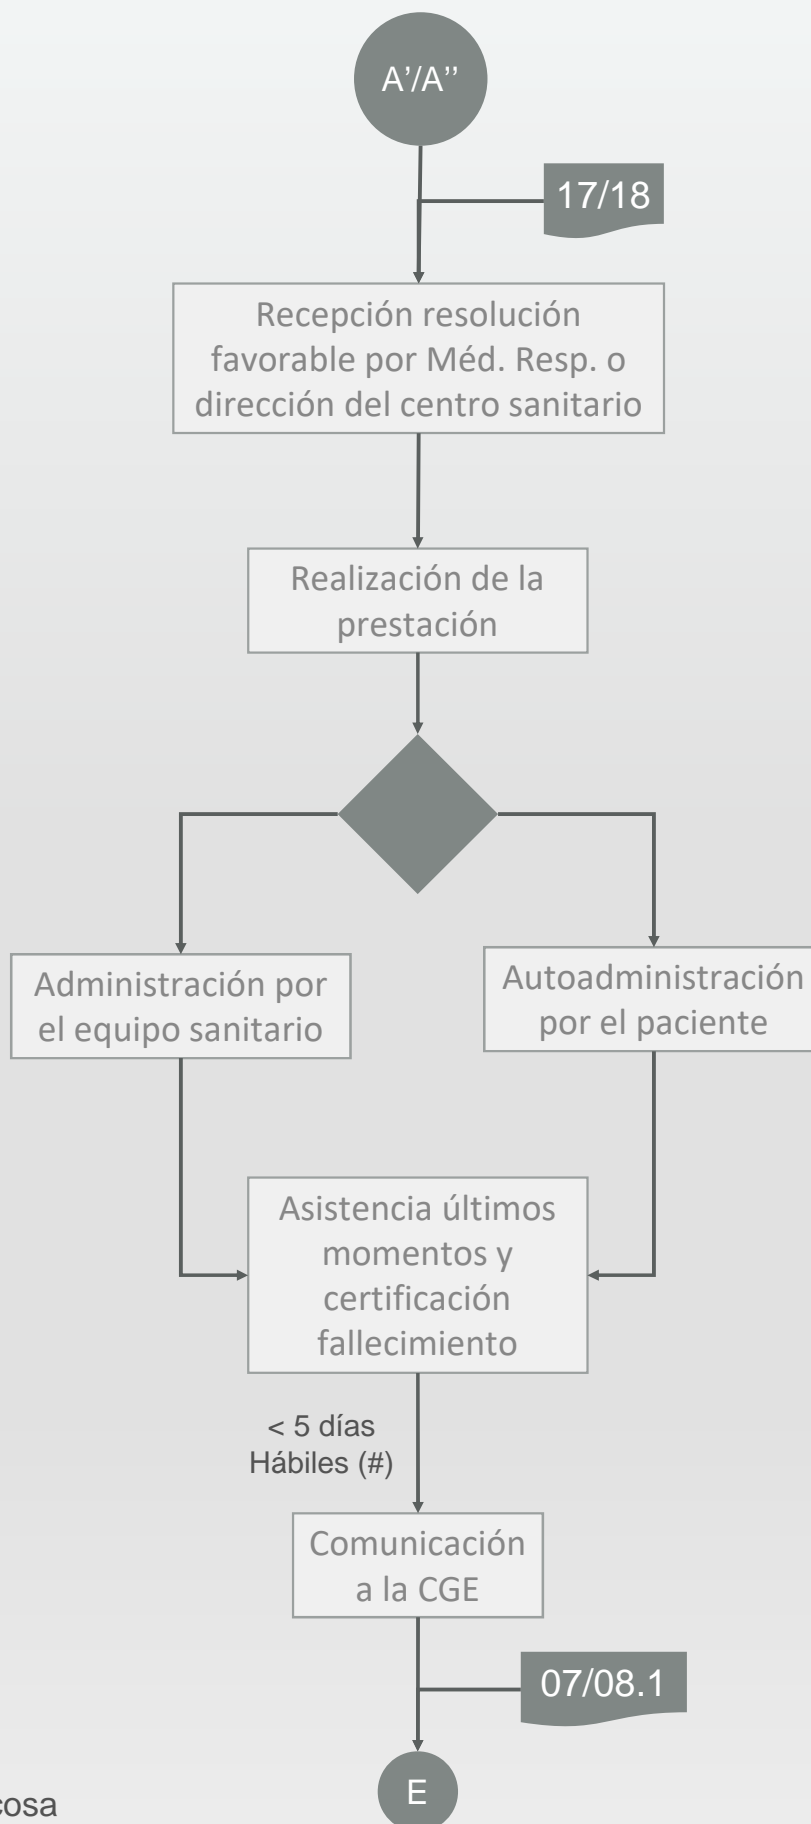 A'/A''
17/18
Recepción resolución
favorable por Méd. Resp. o
dirección del centro sanitario
Realización de la
prestación
Administración por
el equipo sanitario
Autoadministración
por el paciente
Asistencia últimos
momentos y
certificación
fallecimiento
< 5 días
Hábiles (#)
Comunicación
a la CGE
07/08.1
E